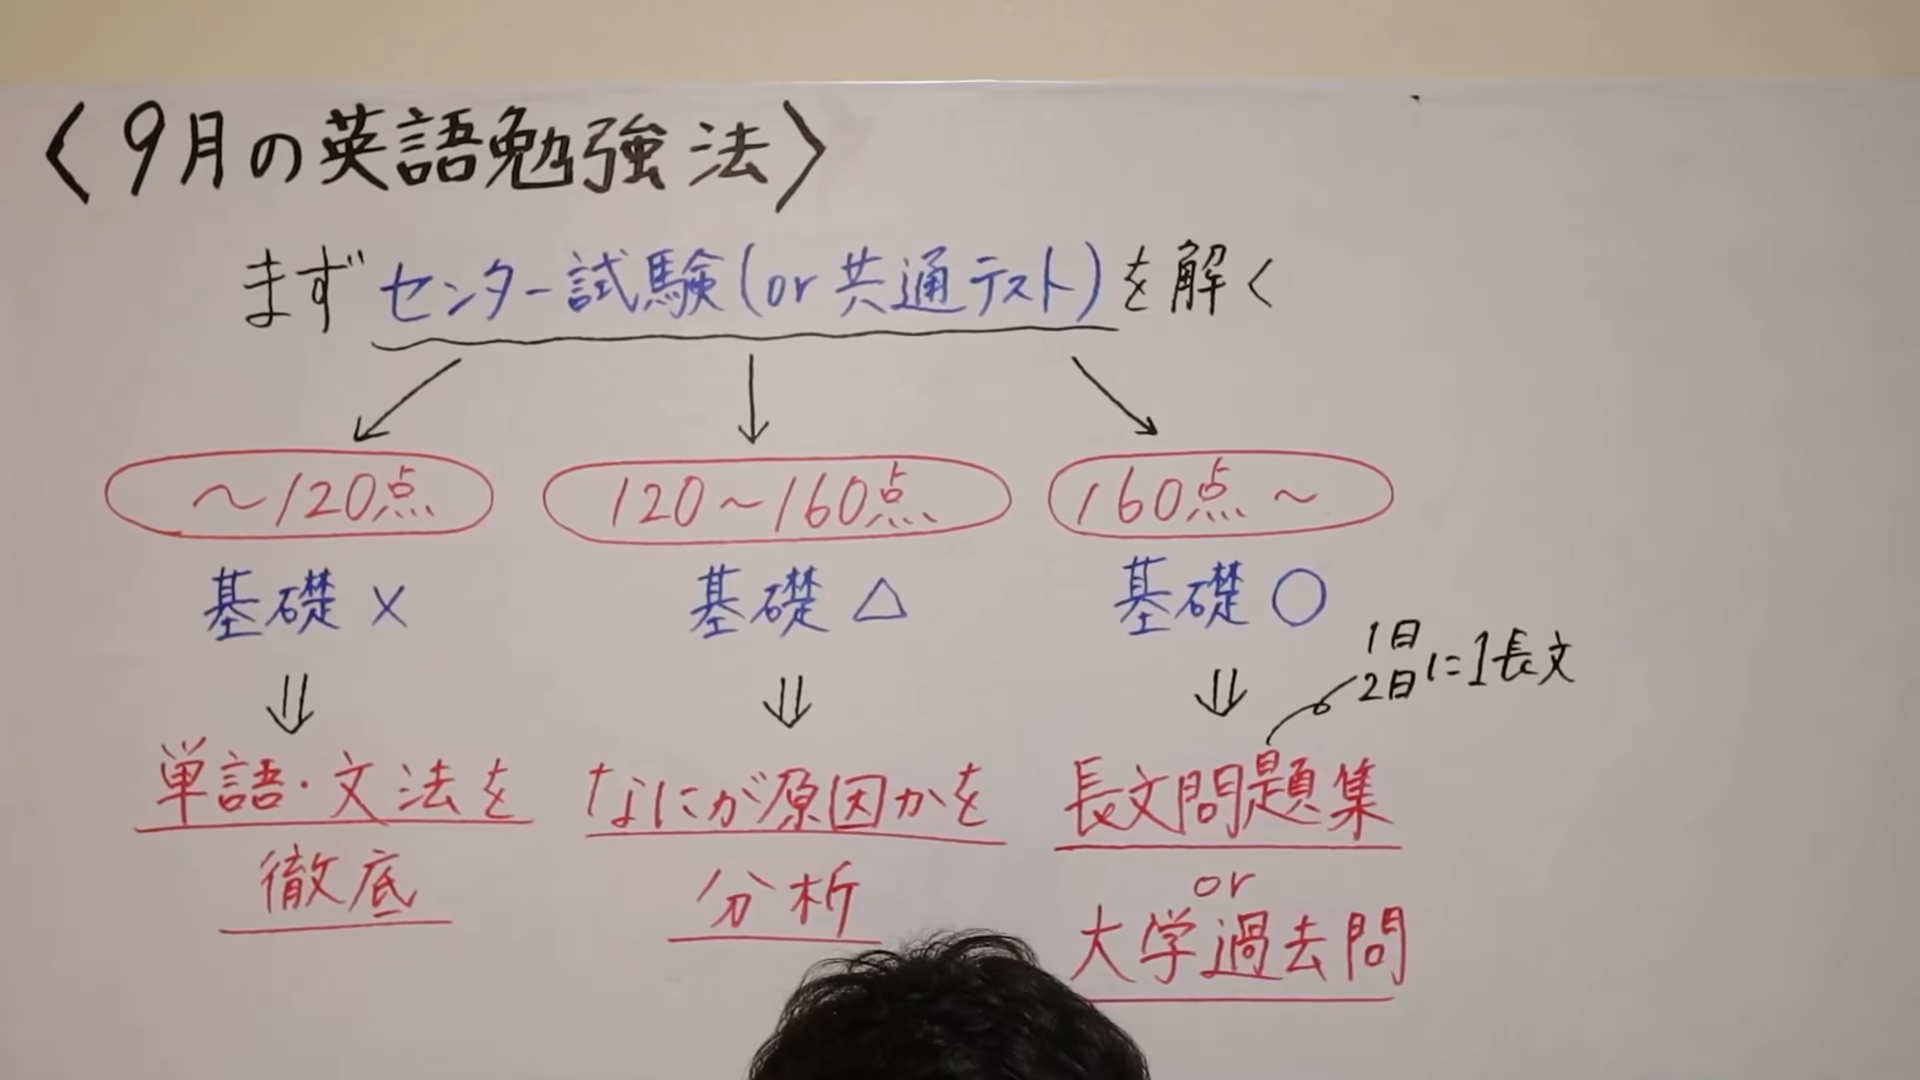 〈9月の英語勉強法〉
まずセンター試験(or 共通テスト)を解く
～120点
120～160点
160点～
基礎 ×
基礎 △
基礎 ○
1日
2日に1長文
単語・文法を
徹底
なにが原因かを
分析
長文問題集
or
大学過去問